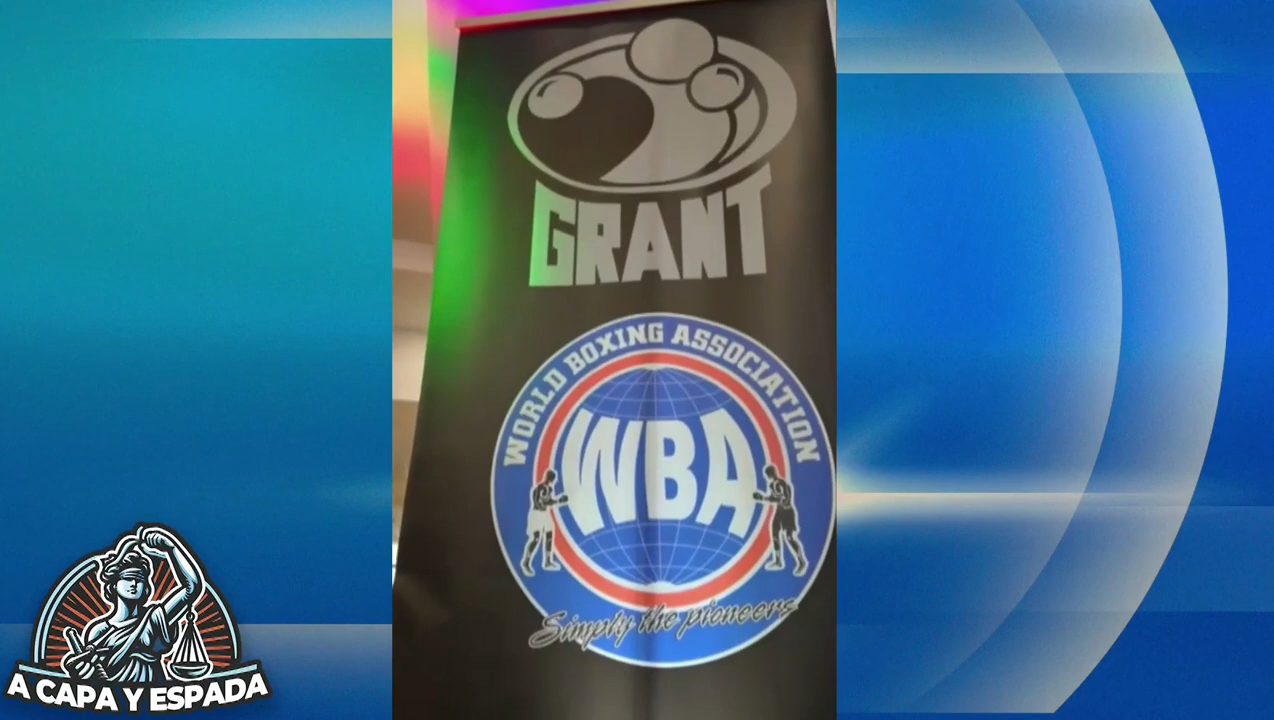 GRANT
WORLD BOXING ASSOCIATION
WBA
Simply the pioneers
A CAPA Y ESPADA